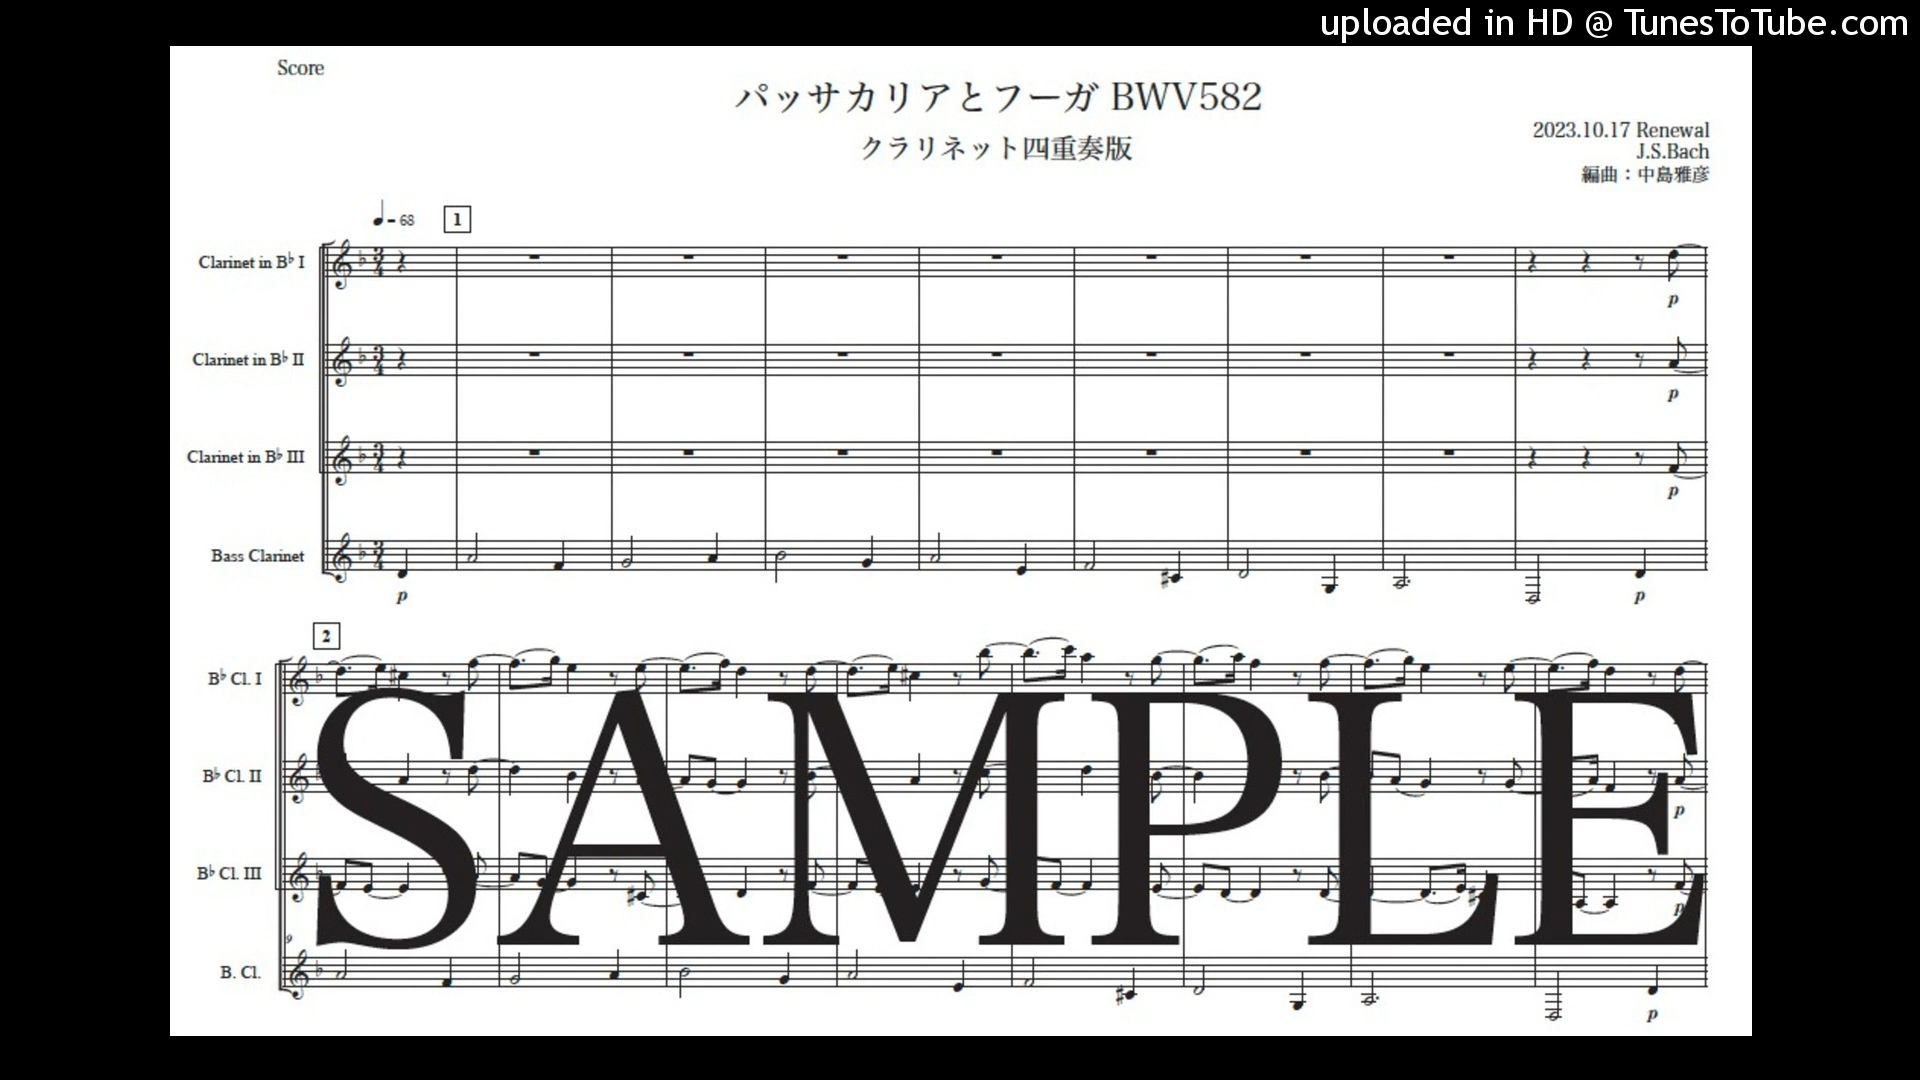 uploaded in HD @ TunesToTube.com
Score
パッサカリアとフーガ BWV582
クラリネット四重奏版
2023.10.17 Renewal
J.S.Bach
編曲：中島雅彦
♩= 68
1
Clarinet in B♭ I
p
Clarinet in B♭ II
p
Clarinet in B♭ III
p
Bass Clarinet
p
p
2
B♭ Cl. I
B♭ Cl. II
p
B♭ Cl. III
p
9
B. Cl.
p
SAMPLE